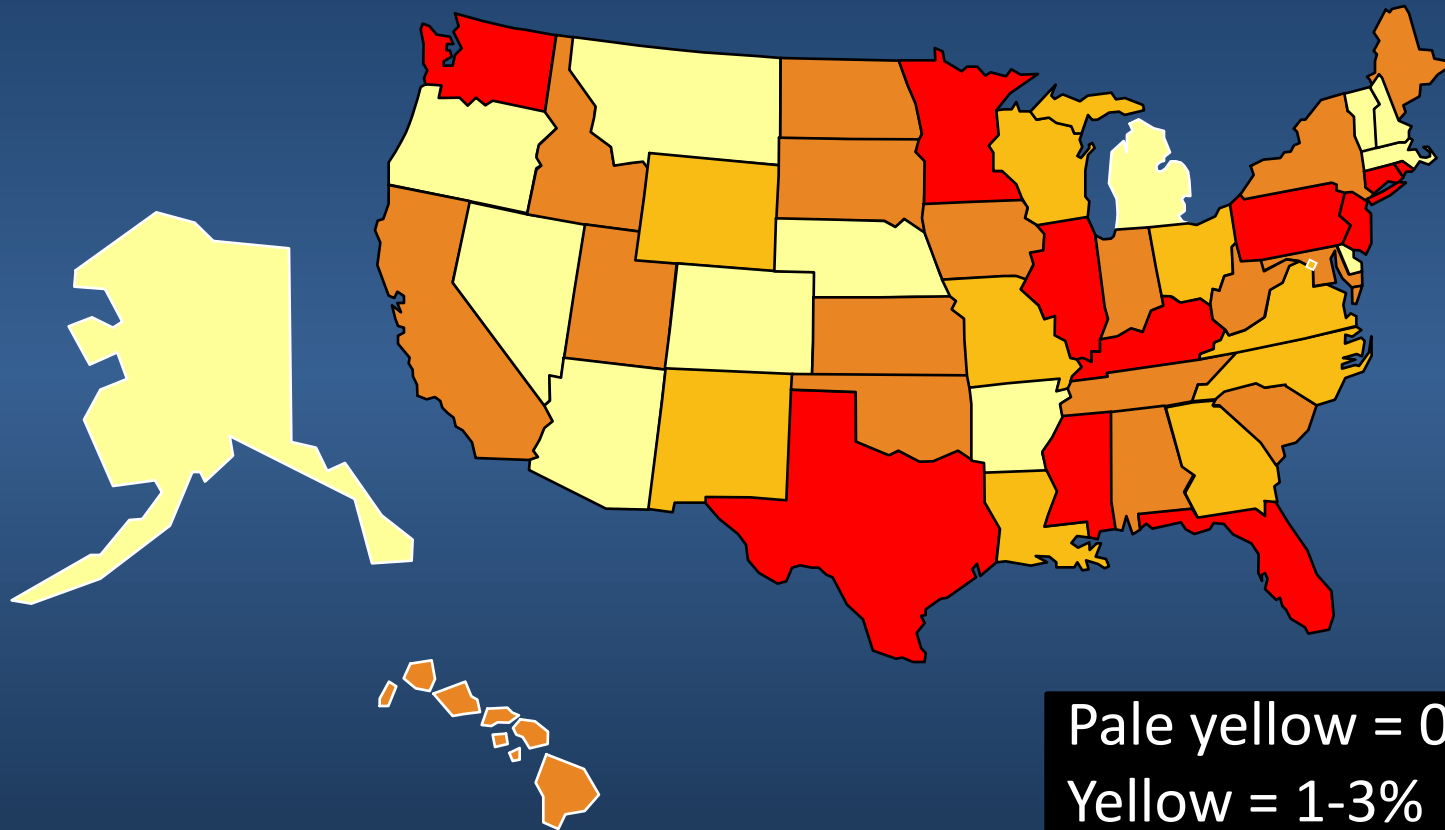 Pale yellow = 0
Yellow = 1-3%